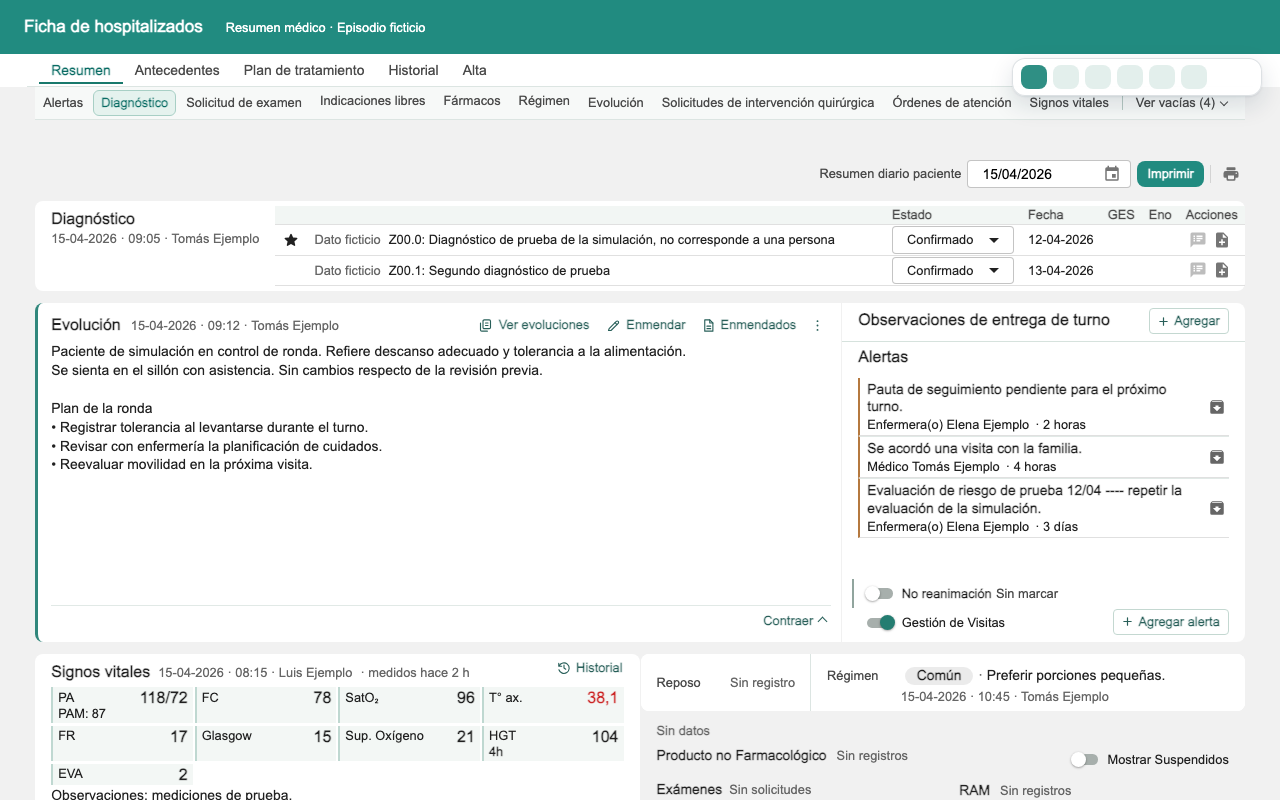 Ficha de hospitalizados
Resumen médico · Episodio ficticio
Resumen
Antecedentes
Plan de tratamiento
Historial
Alta
Alertas
Diagnóstico
Solicitud de examen
Indicaciones libres
Fármacos
Régimen
Evolución
Solicitudes de intervención quirúrgica
Órdenes de atención
Signos vitales
Ver vacías (4)
Resumen diario paciente
15/04/2026
Imprimir
Diagnóstico
15-04-2026 · 09:05 · Tomás Ejemplo
Estado
Fecha
GES
Eno
Acciones
Dato ficticio Z00.0: Diagnóstico de prueba de la simulación, no corresponde a una persona
Confirmado
12-04-2026
Dato ficticio Z00.1: Segundo diagnóstico de prueba
Confirmado
13-04-2026
Evolución
15-04-2026 · 09:12 · Tomás Ejemplo
Ver evoluciones
Enmendar
Enmendados
Paciente de simulación en control de ronda. Refiere descanso adecuado y tolerancia a la alimentación.
Se sienta en el sillón con asistencia. Sin cambios respecto de la revisión previa.
Plan de la ronda
• Registrar tolerancia al levantarse durante el turno.
• Revisar con enfermería la planificación de cuidados.
• Reevaluar movilidad en la próxima visita.
Contraer
Observaciones de entrega de turno
+ Agregar
Alertas
Pauta de seguimiento pendiente para el próximo
turno.
Enfermera(o) Elena Ejemplo · 2 horas
Se acordó una visita con la familia.
Médico Tomás Ejemplo · 4 horas
Evaluación de riesgo de prueba 12/04 ---- repetir la
evaluación de la simulación.
Enfermera(o) Elena Ejemplo · 3 días
No reanimación Sin marcar
Gestión de Visitas
+ Agregar alerta
Signos vitales
15-04-2026 · 08:15 · Luis Ejemplo · medidos hace 2 h
Historial
PA 118/72
PAM: 87
FC 78
SatO₂ 96
T° ax. 38,1
FR 17
Glasgow 15
Sup. Oxígeno 21
HGT 104
4h
EVA 2
Observaciones: mediciones de prueba.
Reposo
Sin registro
Régimen
Común · Preferir porciones pequeñas.
15-04-2026 · 10:45 · Tomás Ejemplo
Sin datos
Producto no Farmacológico Sin registros
Mostrar Suspendidos
Exámenes Sin solicitudes
RAM Sin registros